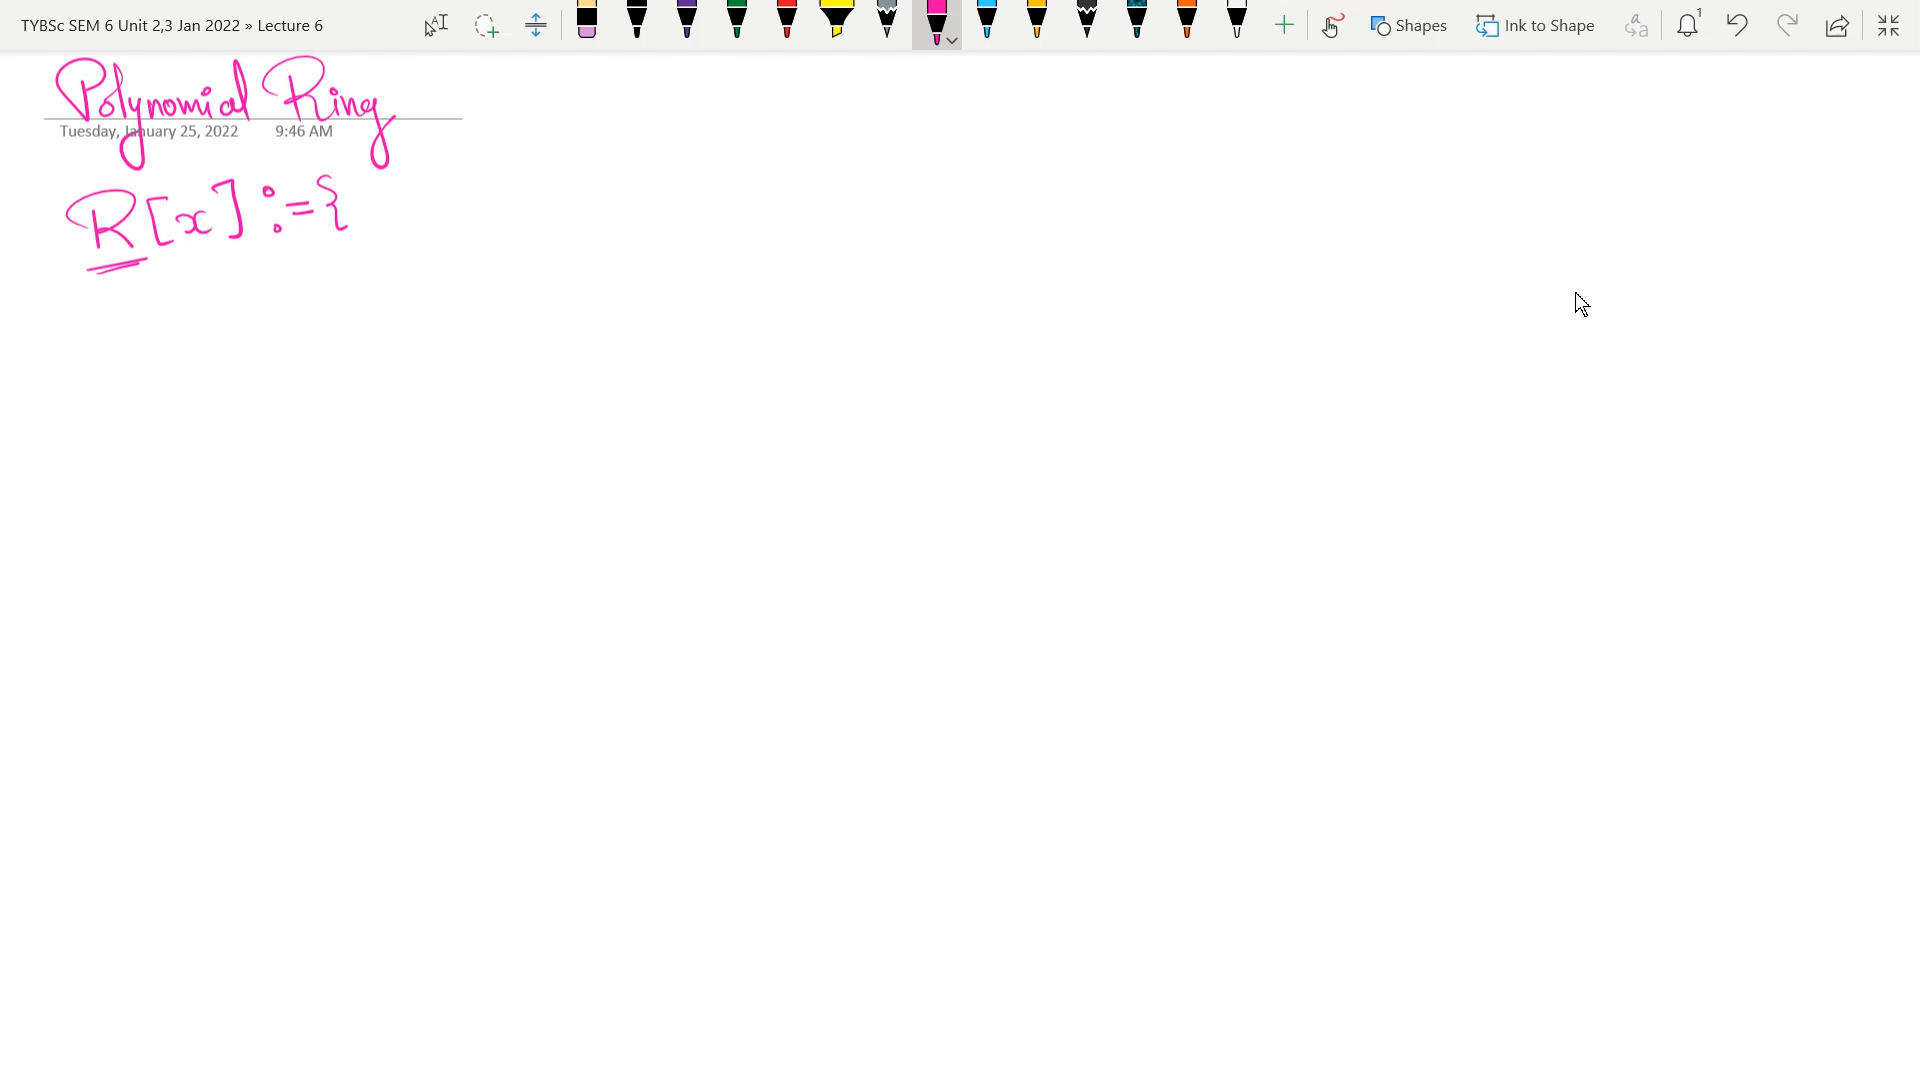 TYBSc SEM 6 Unit 2,3 Jan 2022 » Lecture 6
Shapes
Ink to Shape
1
Polynomial Ring
Tuesday, January 25, 2022 9:46 AM
R[x] := {